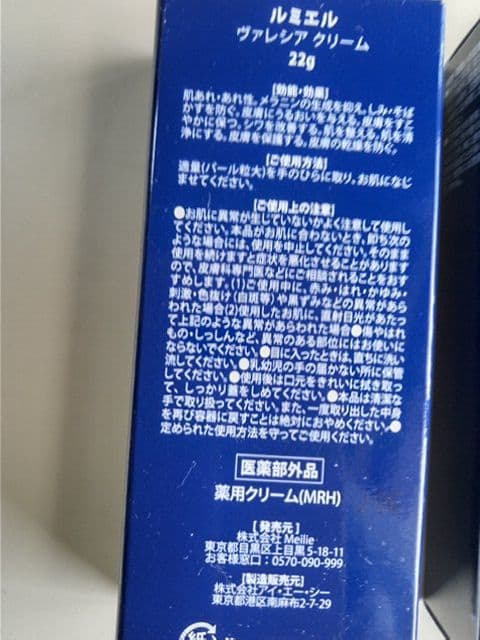 ルミエル
ヴァレシア クリーム
22g
[効能・効果]
肌あれ・あれ性。メラニンの生成を抑え、しみ・そば
かすを防ぐ。皮膚にうるおいを与える。皮膚をすこ
やかに保つ。シワを改善する。肌を整える。肌を清
浄にする。皮膚を保護する。皮膚の乾燥を防ぐ。
[ご使用方法]
適量(パール粒大)を手のひらに取り、お肌になじ
ませてください。
[ご使用上の注意]
●お肌に異常が生じていないかよく注意して使用し
てください。本品がお肌に合わないとき、即ち次の
ような場合には、使用を中止してください。そのまま
使用を続けますと症状を悪化させることがあります
ので、皮膚科専門医などにご相談されることをおす
すめします。(1)ご使用中に、赤み・はれ・かゆみ・
刺激・色抜け(白斑等)や黒ずみなどの異常があら
われた場合(2)使用したお肌に、直射日光があたっ
て上記のような異常があらわれた場合●傷やはれ
もの・しっしんなど、異常のある部位にはお使いに
ならないでください。●目に入ったときは、直ちに洗い
流してください。●乳幼児の手の届かない所に保管
してください。●使用後は口元をきれいに拭き取っ
て、しっかり蓋をしめてください。●本品は清潔な
手で取り扱ってください。また、一度取り出した中身
を再び容器に戻すことは絶対におやめください。●
定められた使用方法を守ってご使用ください。
医薬部外品
薬用クリーム(MRH)
[発売元]
株式会社 Meilie
東京都目黒区上目黒5-18-11
お客様窓口：0570-090-999
[製造販売元]
株式会社アイ・エー・シー
東京都港区南麻布2-7-29
紙